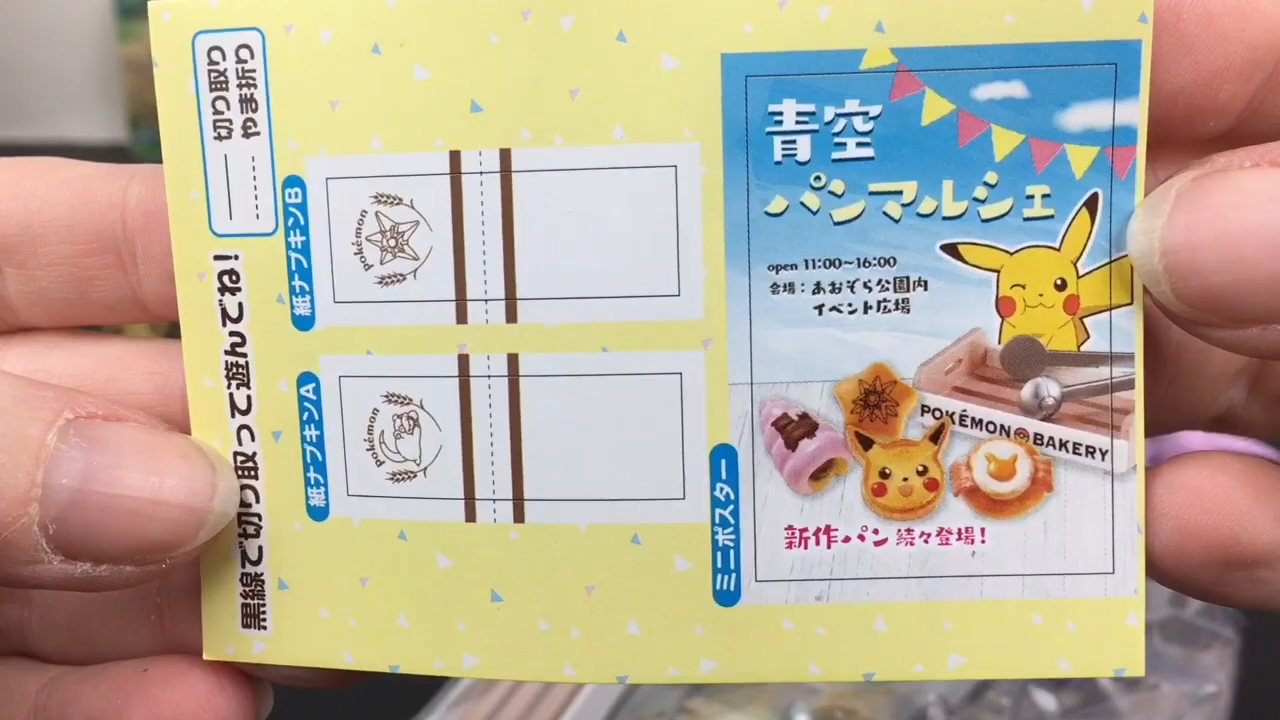 黒線で切り取って遊んでね!
切り取り
やま折り
紙ナプキンB
Pokémon
紙ナプキンA
Pokémon
ミニポスター
青空
パンマルシェ
open 11:00~16:00
会場：あおぞら公園内
イベント広場
POKÉMON BAKERY
新作パン 続々登場!